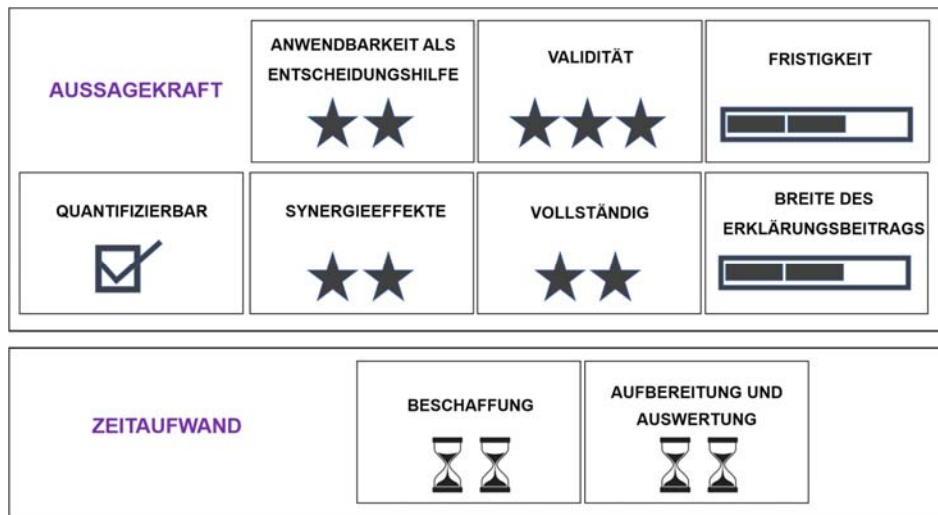 AUSSAGEKRAFT
ANWENDBARKEIT ALS
ENTSCHEIDUNGSHILFE
VALIDITÄT
FRISTIGKEIT
QUANTIFIZIERBAR
SYNERGIEEFFEKTE
VOLLSTÄNDIG
BREITE DES
ERKLÄRUNGSBEITRAGS
ZEITAUFWAND
BESCHAFFUNG
AUFBEREITUNG UND
AUSWERTUNG